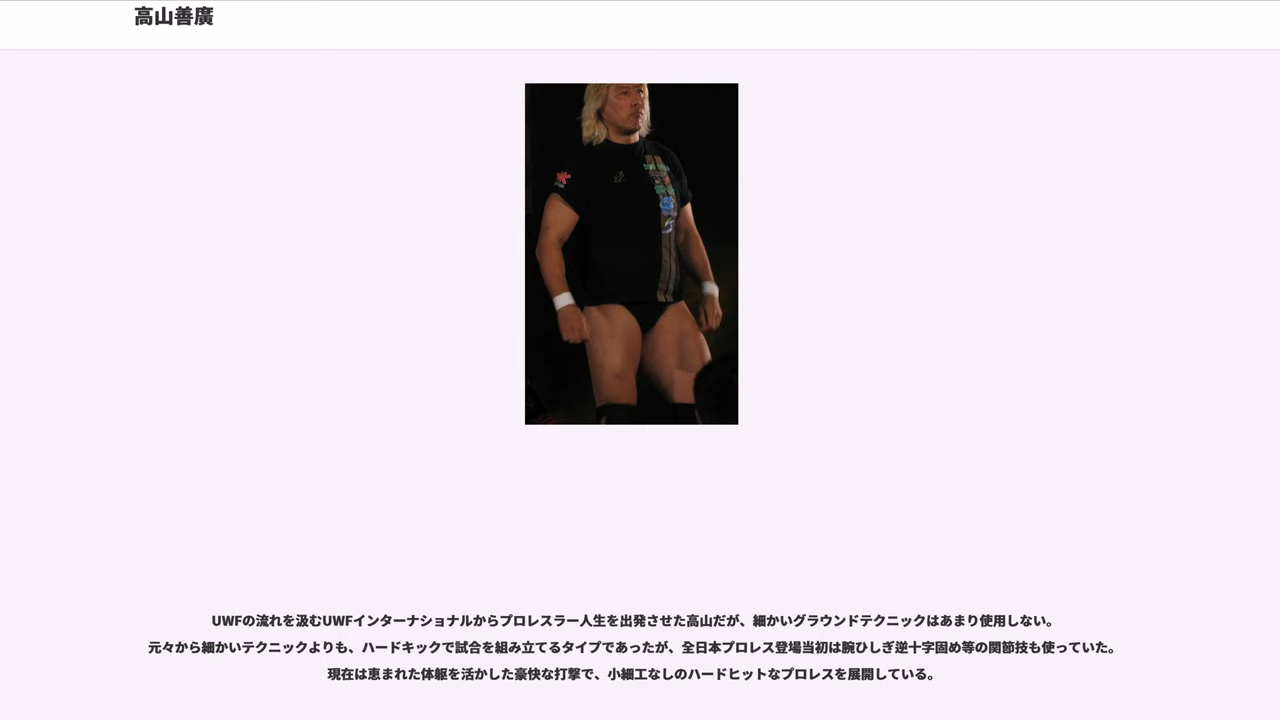 高山善廣
UWFの流れを汲むUWFインターナショナルからプロレスラー人生を出発させた高山だが、細かいグラウンドテクニックはあまり使用しない。
元々から細かいテクニックよりも、ハードキックで試合を組み立てるタイプであったが、全日本プロレス登場当初は腕ひしぎ逆十字固め等の関節技も使っていた。
現在は恵まれた体躯を活かした豪快な打撃で、小細工なしのハードヒットなプロレスを展開している。